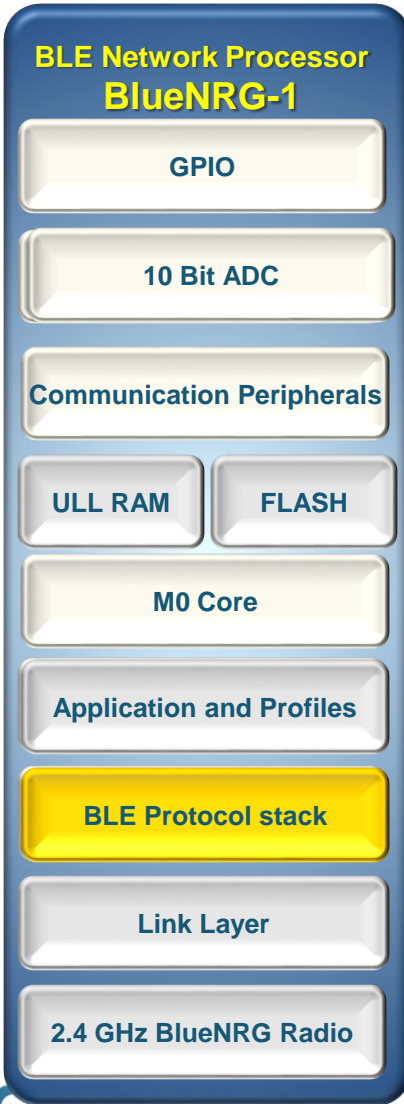 BLE Network Processor
BlueNRG-1
GPIO
10 Bit ADC
Communication Peripherals
ULL RAM FLASH
M0 Core
Application and Profiles
BLE Protocol stack
Link Layer
2.4 GHz BlueNRG Radio